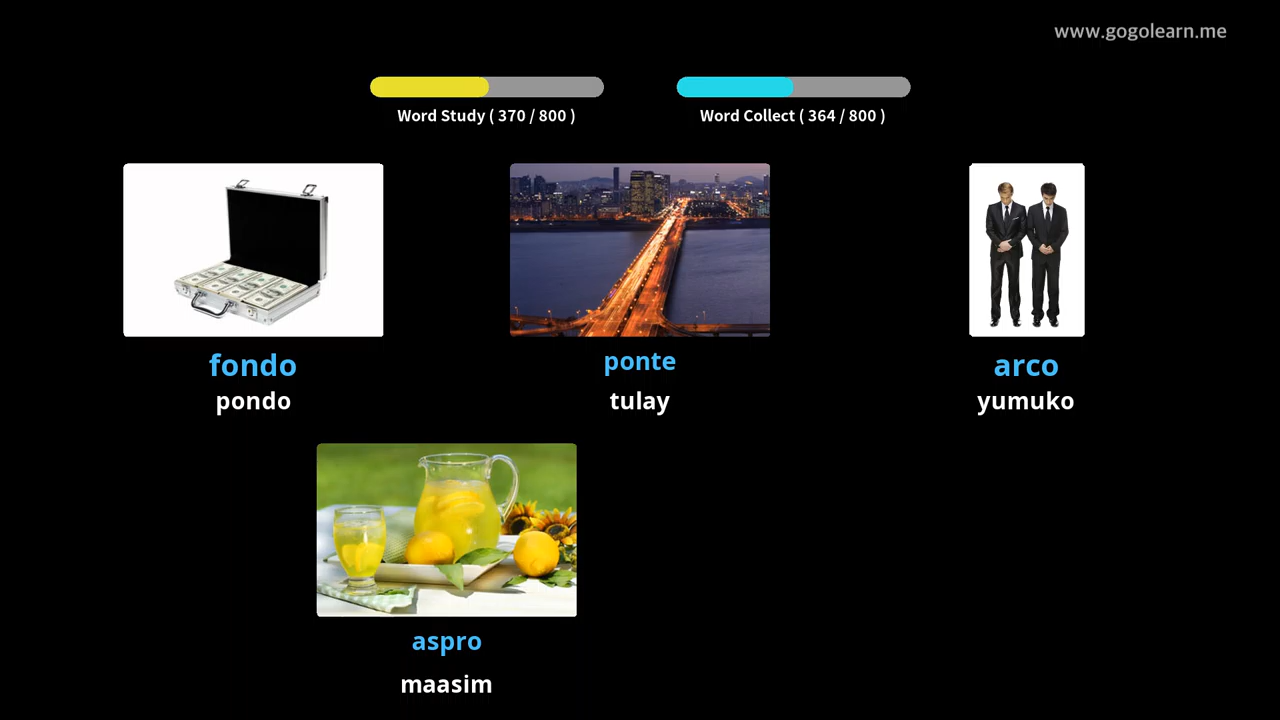 www.gogolearn.me
Word Study ( 370 / 800 )
Word Collect ( 364 / 800 )
fondo
pondo
ponte
tulay
arco
yumuko
aspro
maasim